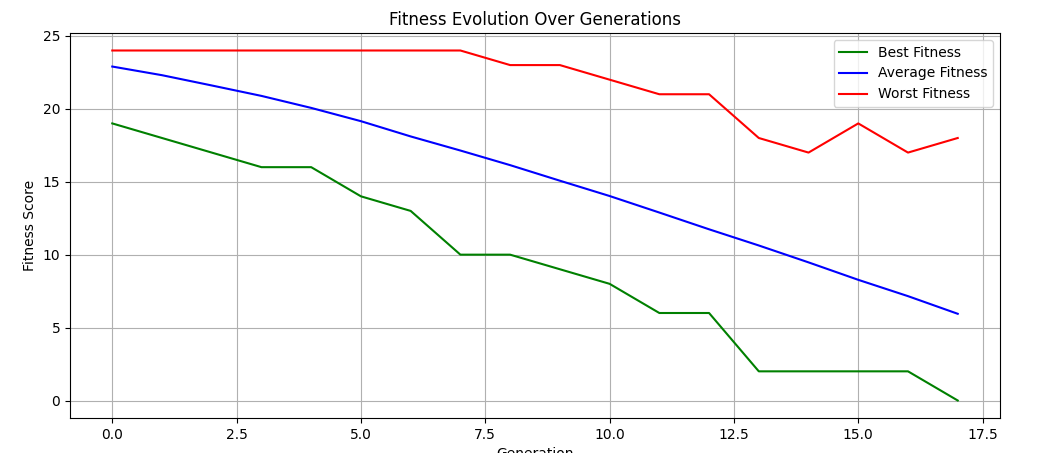 Fitness Evolution Over Generations
Best Fitness
Average Fitness
Worst Fitness
Fitness Score
25
20
15
10
5
0
0.0 2.5 5.0 7.5 10.0 12.5 15.0 17.5
Generation